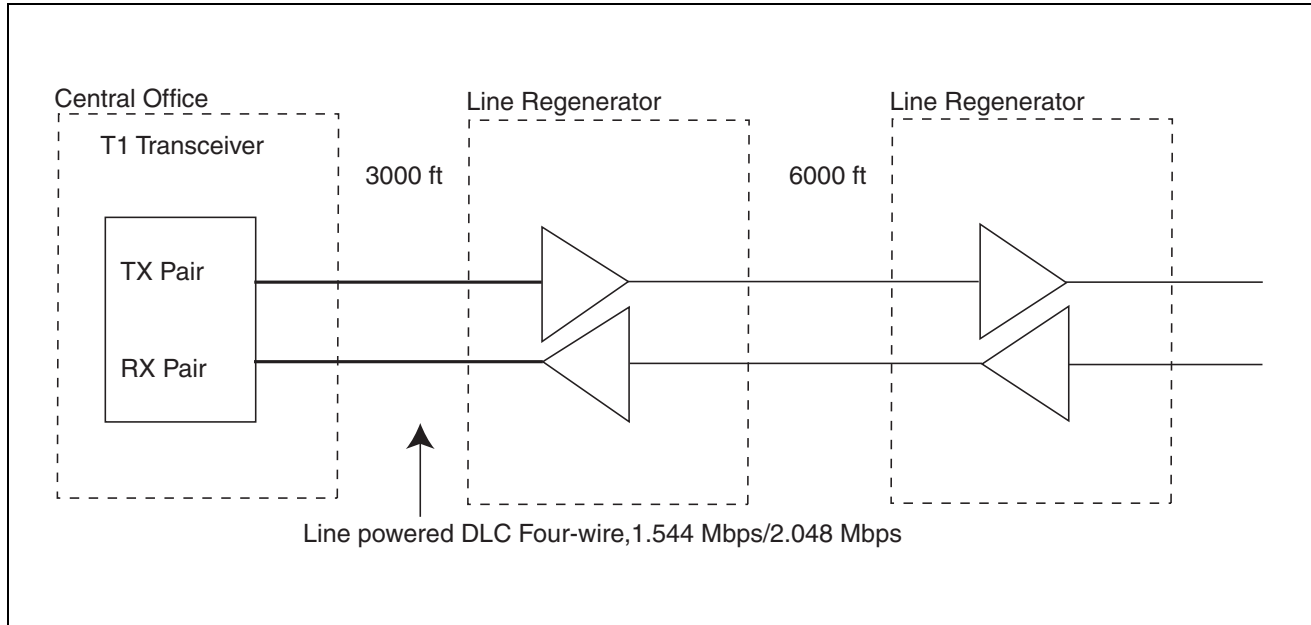 Central Office
Line Regenerator
Line Regenerator
T1 Transceiver
3000 ft
6000 ft
TX Pair
RX Pair
Line powered DLC Four-wire,1.544 Mbps/2.048 Mbps